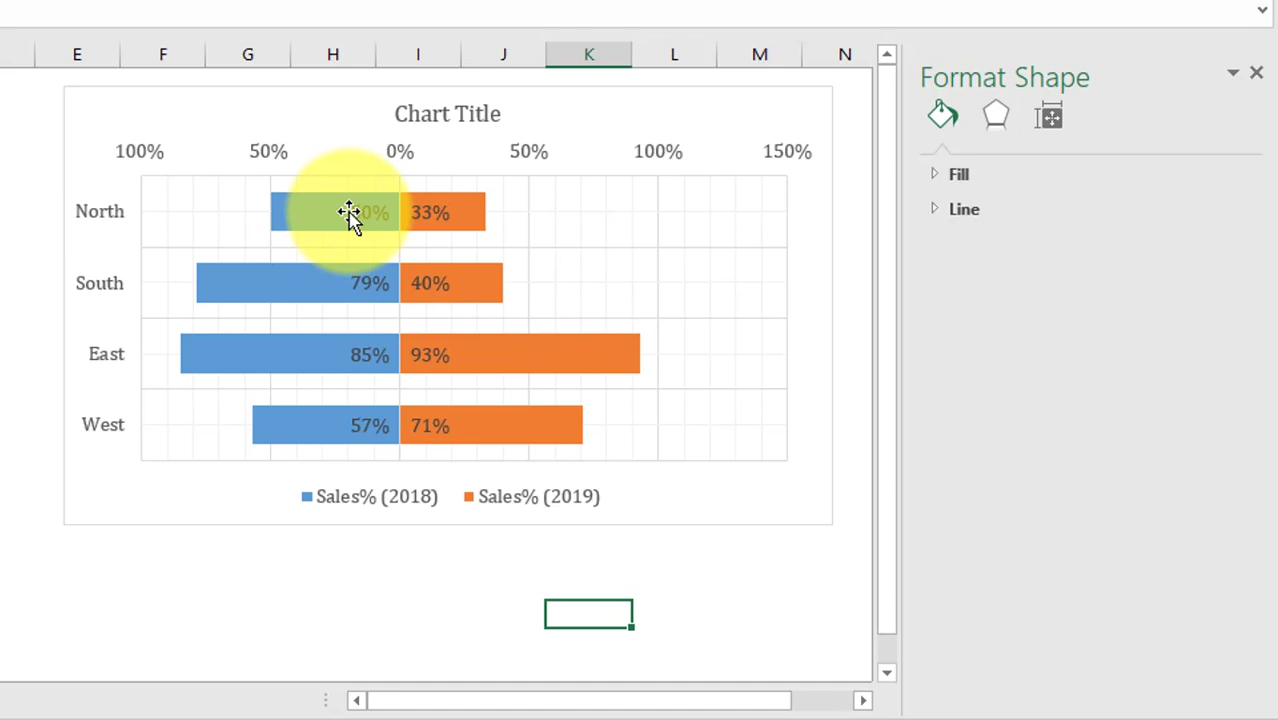 E F G H I J K L M N
Format Shape
Chart Title
100% 50% 0% 50% 100% 150%
Fill
Line
North 33%
South 79% 40%
East 85% 93%
West 57% 71%
Sales% (2018) Sales% (2019)